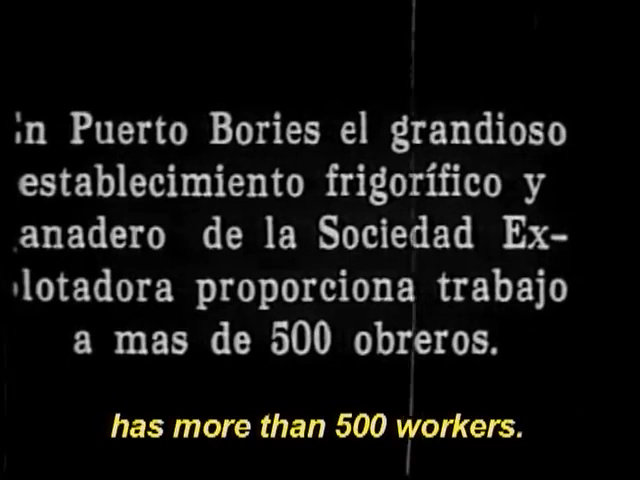 En Puerto Bories el grandioso
establecimiento frigorífico y
anadero de la Sociedad Ex-
lotadora proporciona trabajo
a mas de 500 obreros.
has more than 500 workers.